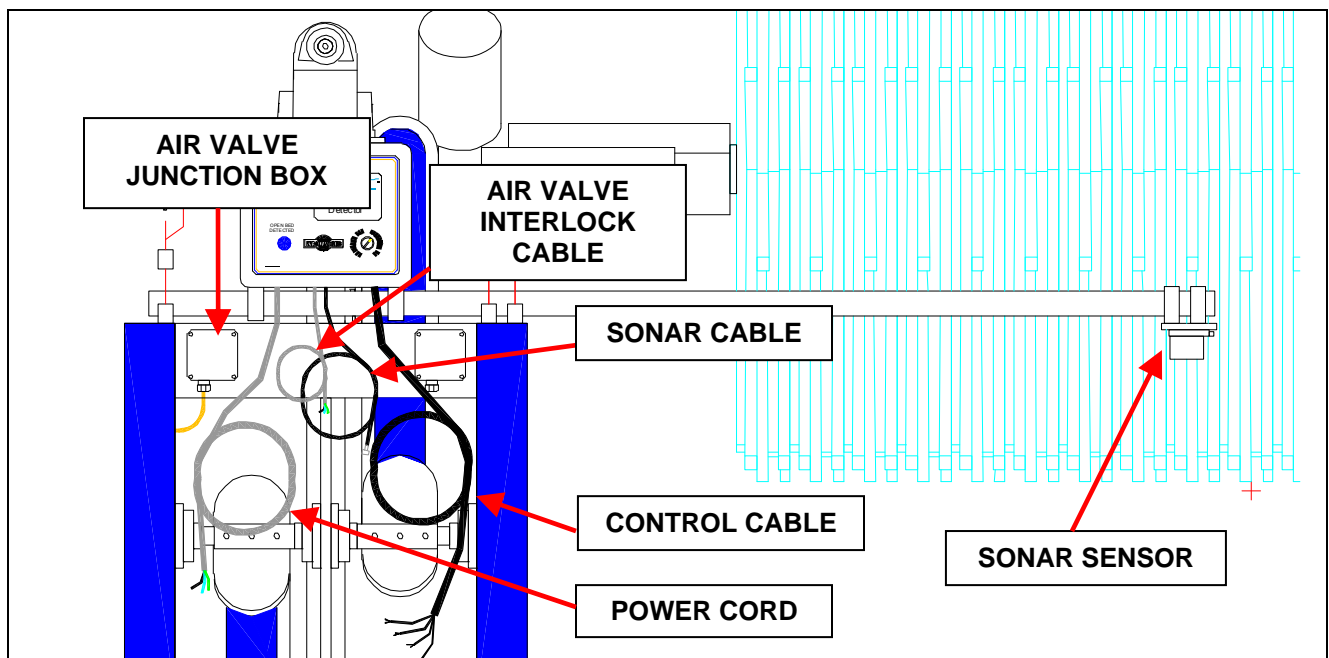 AIR VALVE
JUNCTION BOX
AIR VALVE
INTERLOCK
CABLE
Detector
OPEN BED
DETECTED
SONAR CABLE
CONTROL CABLE
SONAR SENSOR
POWER CORD